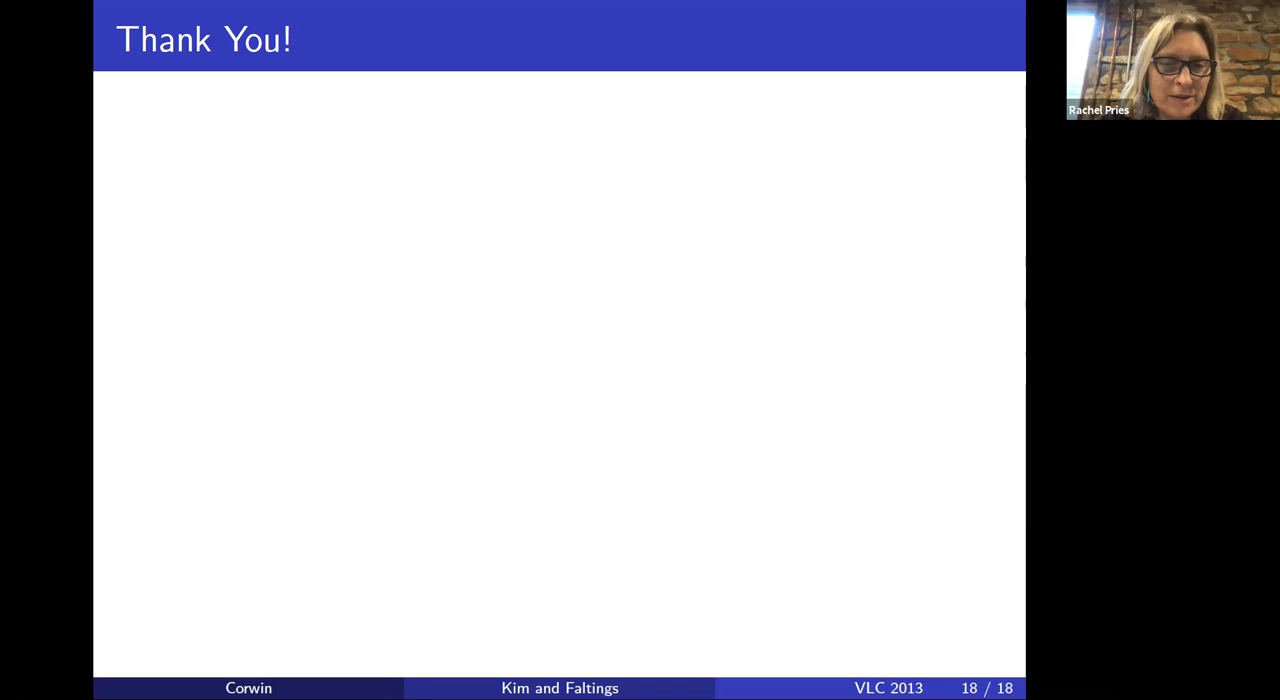 Thank You!
Rachel Pries
Corwin
Kim and Faltings
VLC 2013
18 / 18